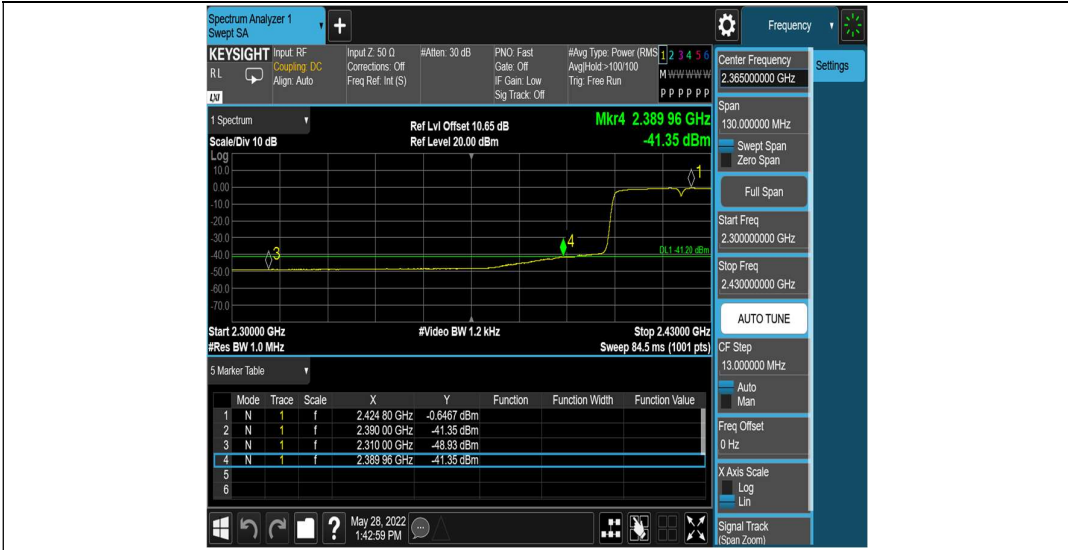 Spectrum Analyzer 1
Swept SA
+
Frequency
KEYSIGHT
RL
LXI
Input: RF
Coupling: DC
Align: Auto
Input Z: 50 Ω
Corrections: Off
Freq Ref: Int (S)
#Atten: 30 dB
PNO: Fast
Gate: Off
IF Gain: Low
Sig Track: Off
#Avg Type: Power (RMS
Avg|Hold:>100/100
Trig: Free Run
1 2 3 4 5 6
M W W W W W
P P P P P P
1 Spectrum
Scale/Div 10 dB
Ref Lvl Offset 10.65 dB
Ref Level 20.00 dBm
Mkr4 2.389 96 GHz
-41.35 dBm
Log
10.0
0.00
-10.0
-20.0
-30.0
-40.0
-50.0
-60.0
-70.0
1
3
4
DL1 -41.20 dBm
Start 2.30000 GHz
#Video BW 1.2 kHz
Stop 2.43000 GHz
#Res BW 1.0 MHz
Sweep 84.5 ms (1001 pts)
5 Marker Table
Mode Trace Scale X Y Function Function Width Function Value
1 N 1 f 2.424 80 GHz -0.6467 dBm
2 N 1 f 2.390 00 GHz -41.35 dBm
3 N 1 f 2.310 00 GHz -48.93 dBm
4 N 1 f 2.389 96 GHz -41.35 dBm
5
6
?
May 28, 2022
1:42:59 PM
Center Frequency
2.365000000 GHz
Settings
Span
130.000000 MHz
Swept Span
Zero Span
Full Span
Start Freq
2.300000000 GHz
Stop Freq
2.430000000 GHz
AUTO TUNE
CF Step
13.000000 MHz
Auto
Man
Freq Offset
0 Hz
X Axis Scale
Log
Lin
Signal Track
(Span Zoom)